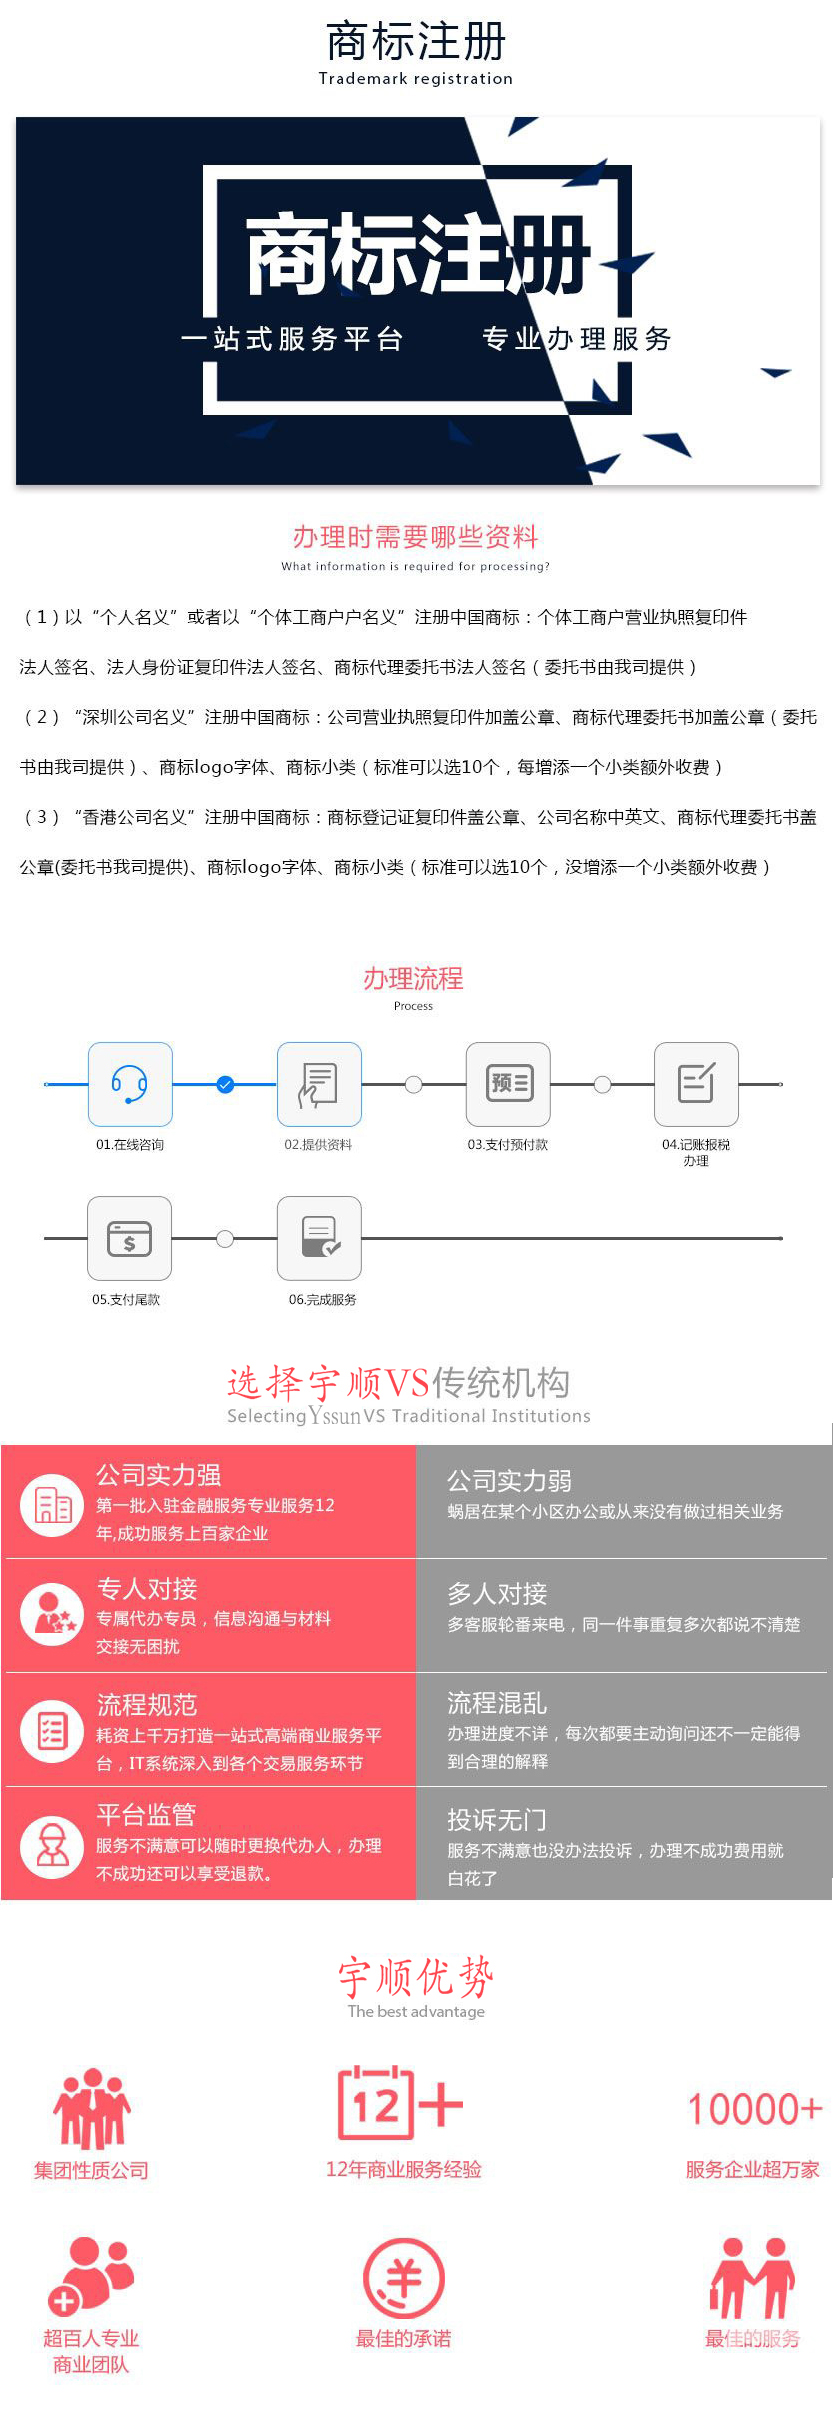 商标注册
Trademark registration
商标注册
一站式服务平台 专业办理服务
办理时需要哪些资料
What information is required for processing?
（1）以“个人名义”或者以“个体工商户户名义”注册中国商标：个体工商户营业执照复印件
法人签名、法人身份证复印件法人签名、商标代理委托书法人签名（委托书由我司提供）
（2）“深圳公司名义”注册中国商标：公司营业执照复印件加盖公章、商标代理委托书加盖公章（委托
书由我司提供）、商标logo字体、商标小类（标准可以选10个，每增添一个小类额外收费）
（3）“香港公司名义”注册中国商标：商标登记证复印件盖公章、公司名称中英文、商标代理委托书盖
公章(委托书我司提供)、商标logo字体、商标小类（标准可以选10个，没增添一个小类额外收费）
办理流程
Process
预
01.在线咨询
02.提供资料
03.支付预付款
04.记账报税
办理
$
05.支付尾款
06.完成服务
选择宇顺VS传统机构
Selecting Yssun VS Traditional Institutions
公司实力强
第一批入驻金融服务专业服务12
年,成功服务上百家企业
公司实力弱
蜗居在某个小区办公或从来没有做过相关业务
专人对接
专属代办专员，信息沟通与材料
交接无困扰
多人对接
多客服轮番来电，同一件事重复多次都说不清楚
流程规范
耗资上千万打造一站式高端商业服务平
台，IT系统深入到各个交易服务环节
流程混乱
办理进度不详，每次都要主动询问还不一定能得
到合理的解释
平台监管
服务不满意可以随时更换代办人，办理
不成功还可以享受退款。
投诉无门
服务不满意也没办法投诉，办理不成功费用就
白花了
宇顺优势
The best advantage
12+
10000+
集团性质公司
12年商业服务经验
服务企业超万家
¥
超百人专业
商业团队
最佳的承诺
最佳的服务